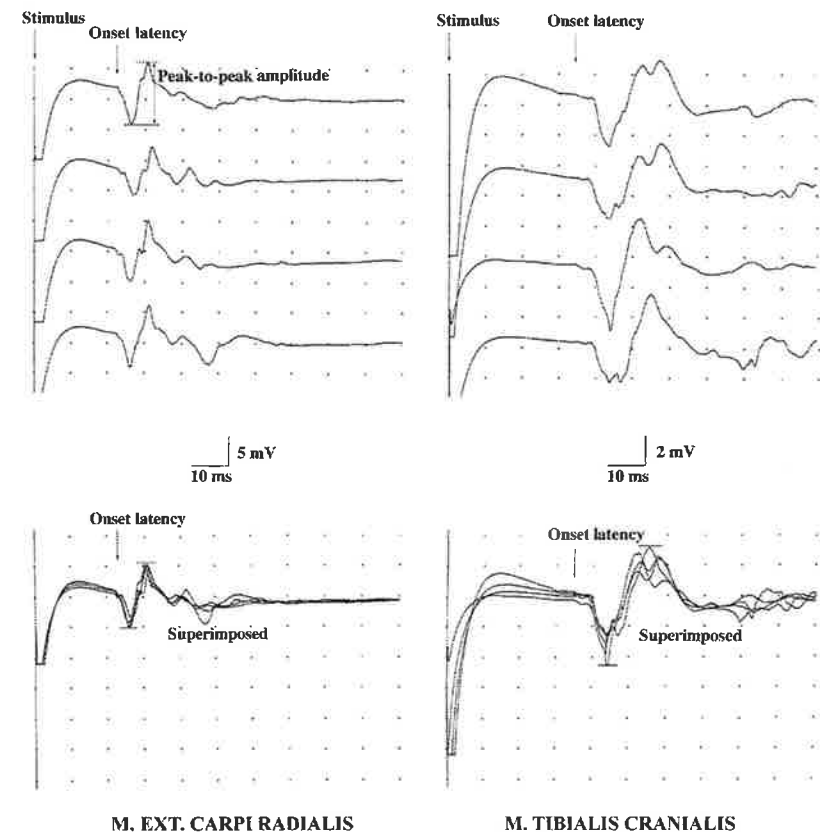 Stimulus
Onset latency
Peak-to-peak amplitude
Stimulus
Onset latency
5 mV
10 ms
2 mV
10 ms
Onset latency
Superimposed
Onset latency
Superimposed
M. EXT. CARPI RADIALIS
M. TIBIALIS CRANIALIS